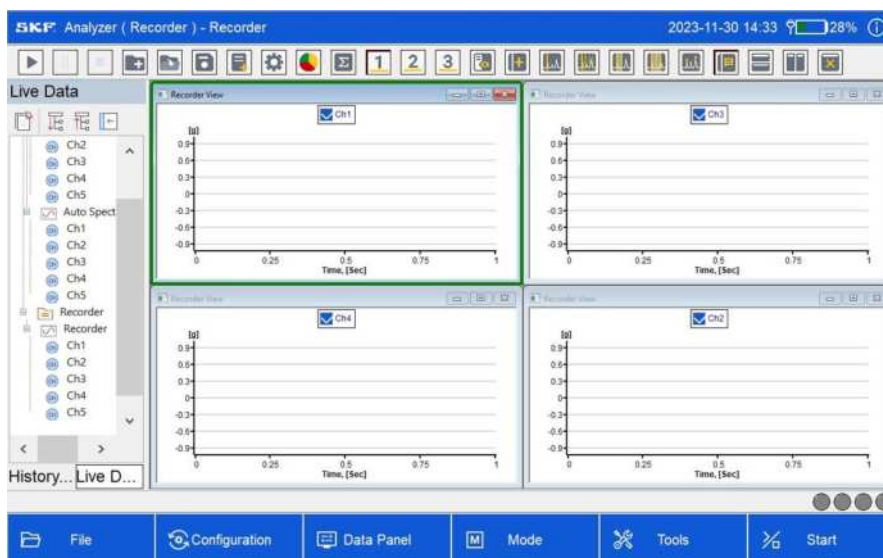 SKF Analyzer ( Recorder ) - Recorder 2023-11-30 14:33 28%
1 2 3
Live Data
Ch2
Ch3
Ch4
Ch5
Auto Spect
Ch1
Ch2
Ch3
Ch4
Ch5
Recorder
Recorder
Ch1
Ch2
Ch3
Ch4
Ch5
History... Live D...
Recorder View
Ch1
[g]
0.9
0.6
0.3
0
-0.3
-0.6
-0.9
0 0.25 0.5 0.75 1
Time, [Sec]
Recorder View
Ch3
[g]
0.9
0.6
0.3
0
-0.3
-0.6
-0.9
0 0.25 0.5 0.75 1
Time, [Sec]
Recorder View
Ch4
[g]
0.9
0.6
0.3
0
-0.3
-0.6
-0.9
0 0.25 0.5 0.75 1
Time, [Sec]
Recorder View
Ch2
[g]
0.9
0.6
0.3
0
-0.3
-0.6
-0.9
0 0.25 0.5 0.75 1
Time, [Sec]
File Configuration Data Panel M Mode Tools Start